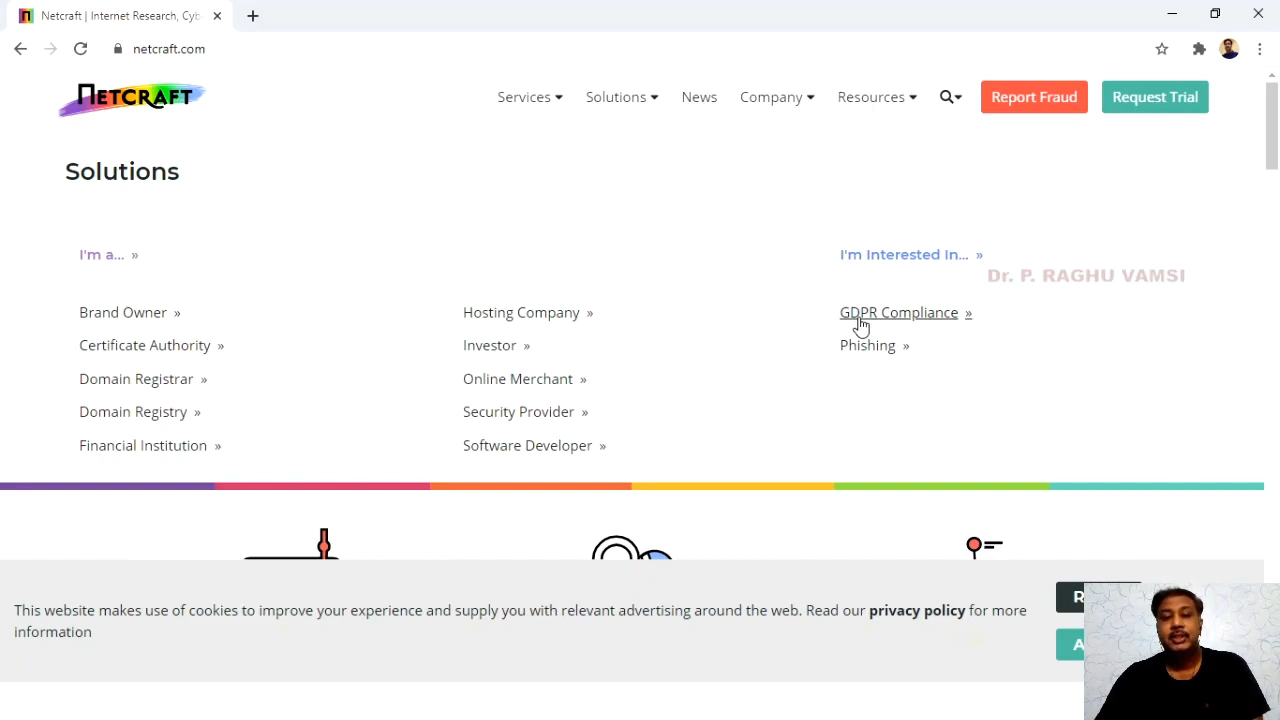 Netcraft | Internet Research, Cyb
netcraft.com
NETCRAFT
Services
Solutions
News
Company
Resources
Report Fraud
Request Trial
Solutions
I'm a... »
I'm Interested In... »
Dr. P. RAGHU VAMSI
Brand Owner »
Hosting Company »
GDPR Compliance »
Certificate Authority »
Investor »
Phishing »
Domain Registrar »
Online Merchant »
Domain Registry »
Security Provider »
Financial Institution »
Software Developer »
This website makes use of cookies to improve your experience and supply you with relevant advertising around the web. Read our privacy policy for more
information